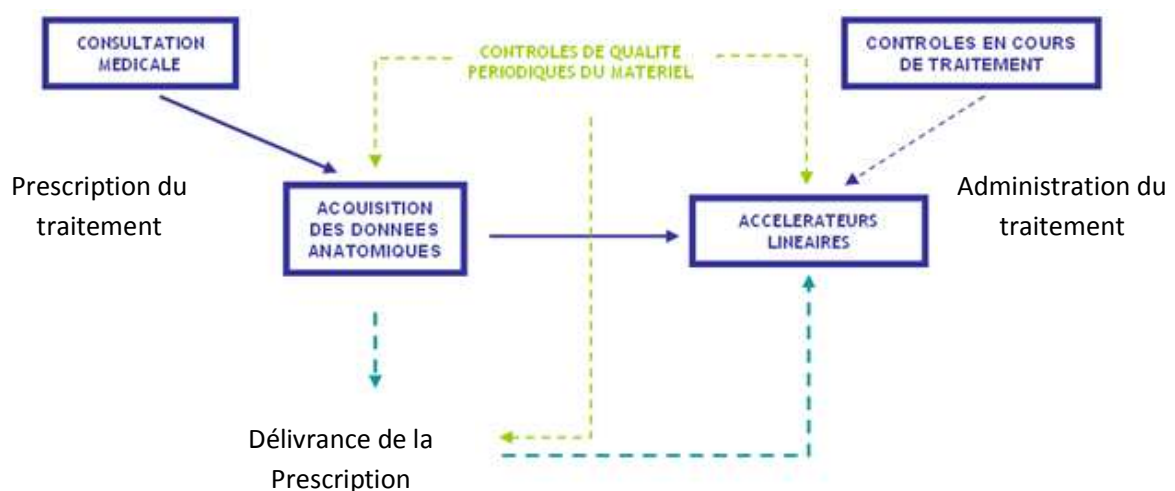 CONSULTATION
MEDICALE
CONTROLES DE QUALITE
PERIODIQUES DU MATERIEL
CONTROLES EN COURS
DE TRAITEMENT
Prescription du
traitement
ACQUISITION
DES DONNEES
ANATOMIQUES
ACCELERATEURS
LINEAIRES
Administration du
traitement
Délivrance de la
Prescription